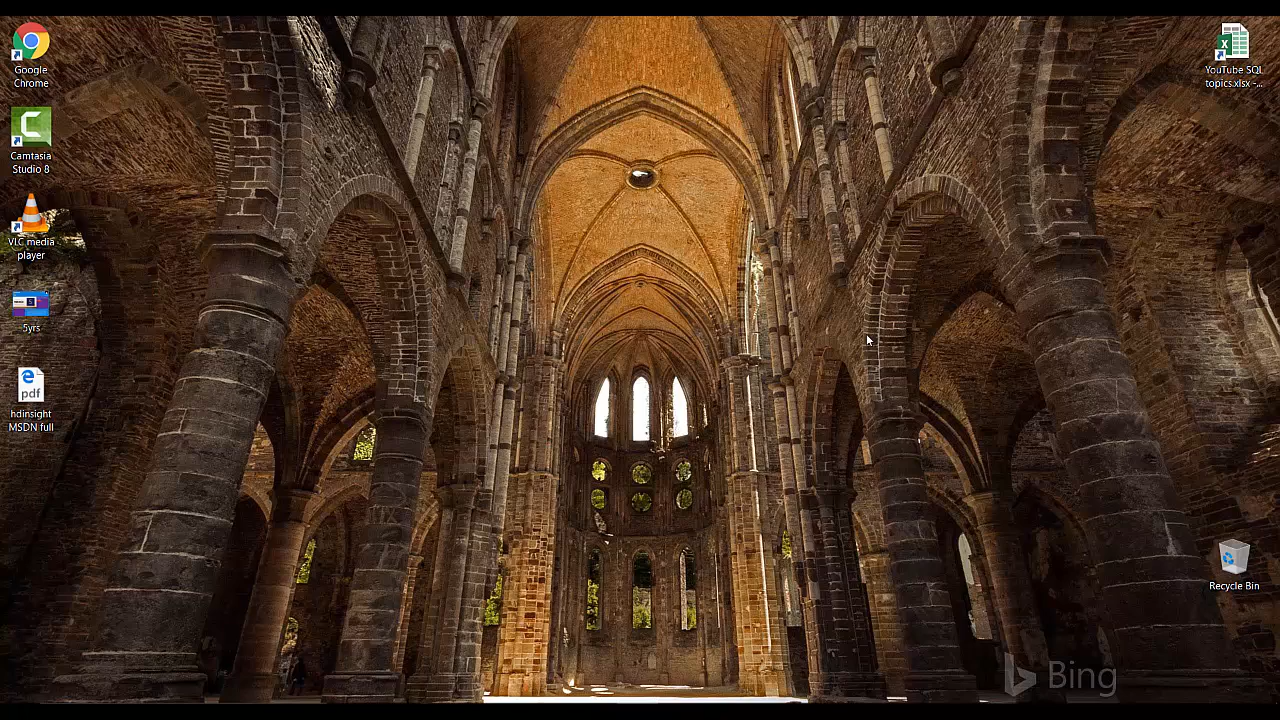 Google
Chrome
Camtasia
Studio 8
VLC media
player
5yrs
pdf
hdinsight
MSDN full
YouTube SQL
topics.xlsx -...
Recycle Bin
Bing